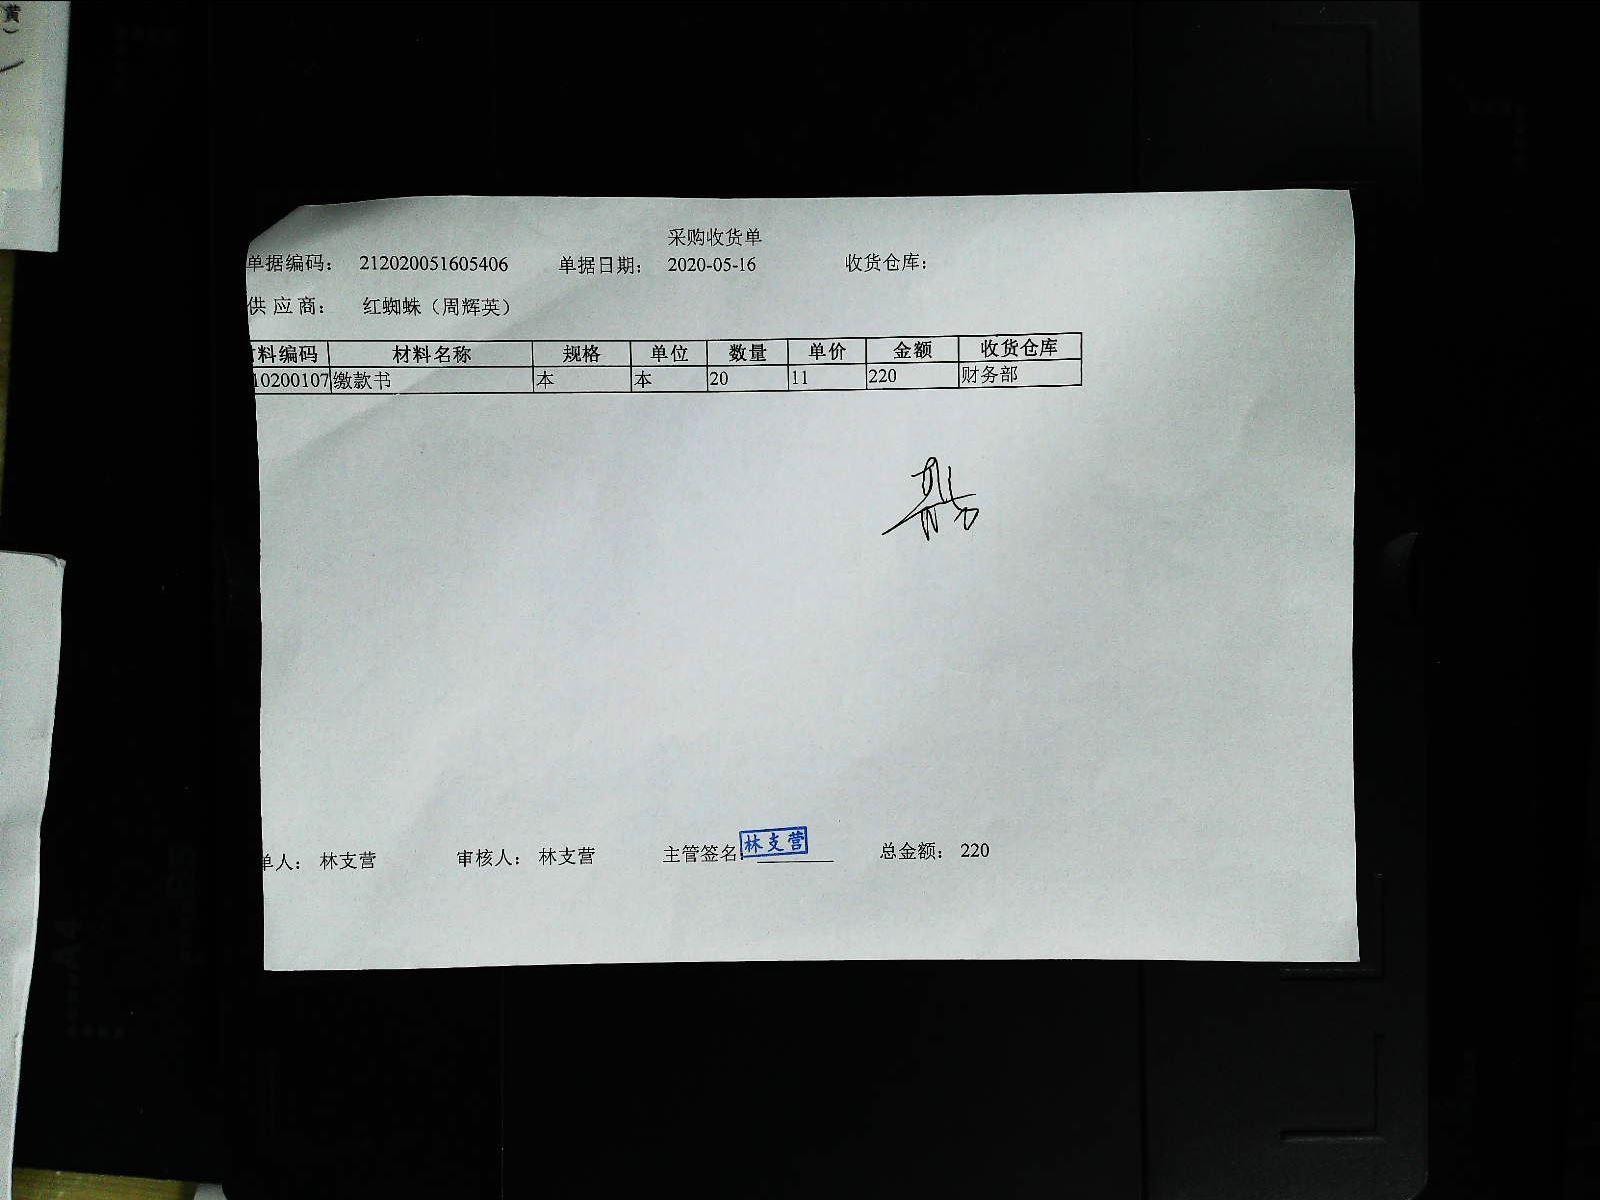 黄
采购收货单
单据编码： 212020051605406 单据日期： 2020-05-16 收货仓库：
供 应 商： 红蜘蛛（周辉英）
料编码 材料名称 规格 单位 数量 单价 金额 收货仓库
10200107 缴款书 本 本 20 11 220 财务部
单人： 林支营 审核人： 林支营 主管签名: 林支营 总金额： 220